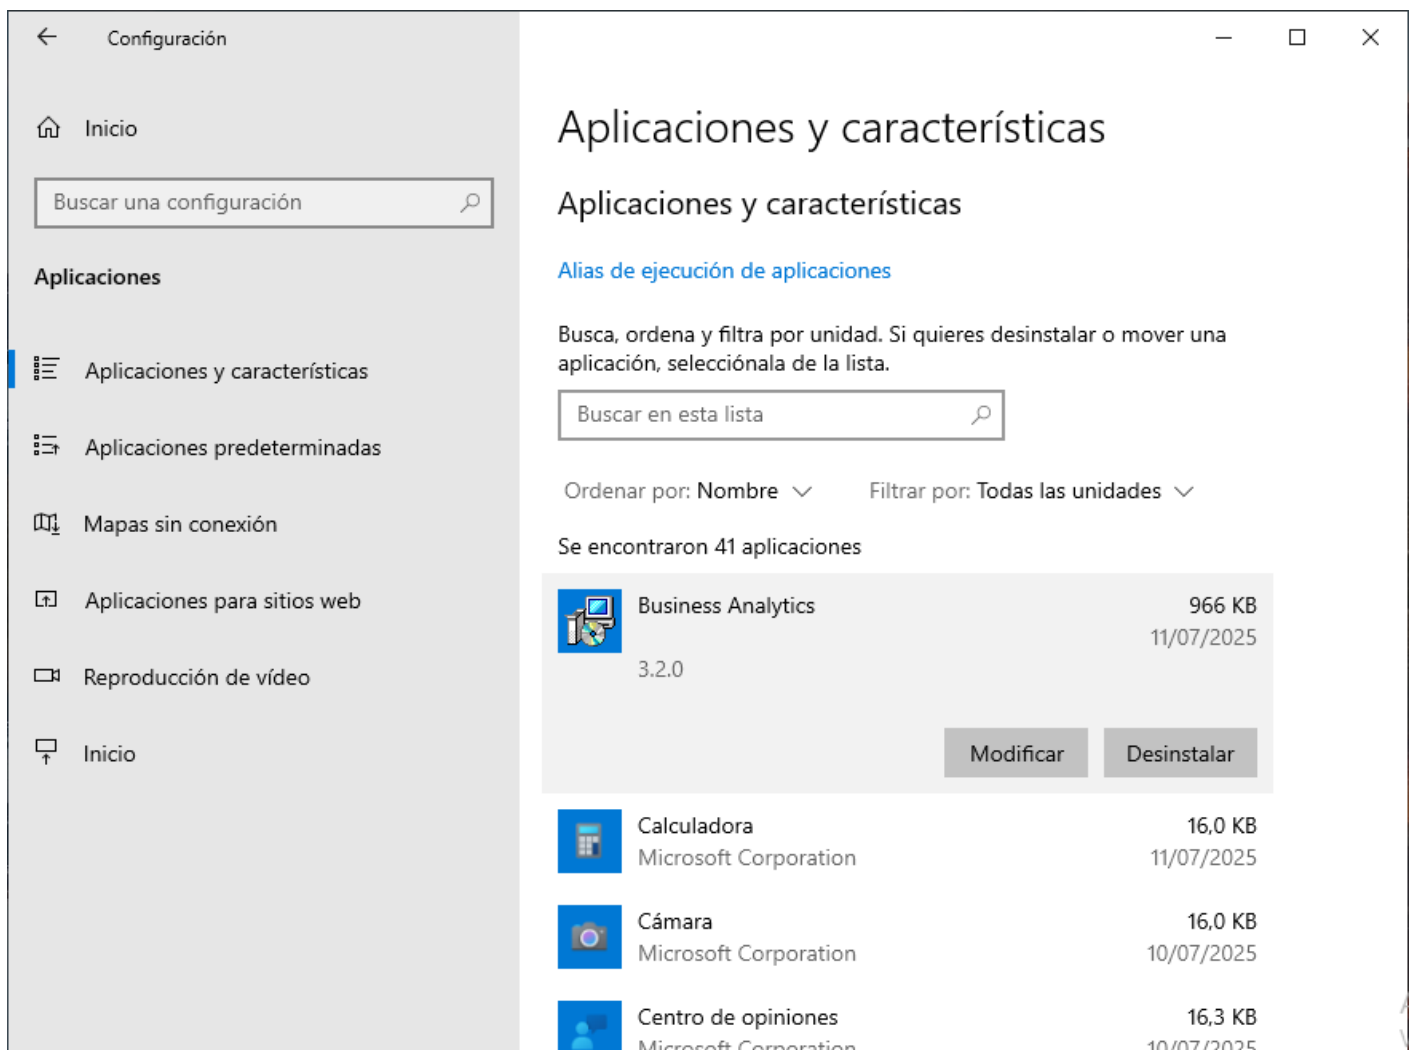 Configuración
Inicio
Buscar una configuración
Aplicaciones
Aplicaciones y características
Aplicaciones predeterminadas
Mapas sin conexión
Aplicaciones para sitios web
Reproducción de vídeo
Inicio
Aplicaciones y características
Aplicaciones y características
Alias de ejecución de aplicaciones
Busca, ordena y filtra por unidad. Si quieres desinstalar o mover una
aplicación, selecciónala de la lista.
Buscar en esta lista
Ordenar por: Nombre Filtrar por: Todas las unidades
Se encontraron 41 aplicaciones
Business Analytics 966 KB
11/07/2025
3.2.0
Modificar Desinstalar
Calculadora 16,0 KB
Microsoft Corporation 11/07/2025
Cámara 16,0 KB
Microsoft Corporation 10/07/2025
Centro de opiniones 16,3 KB
Microsoft Corporation 10/07/2025